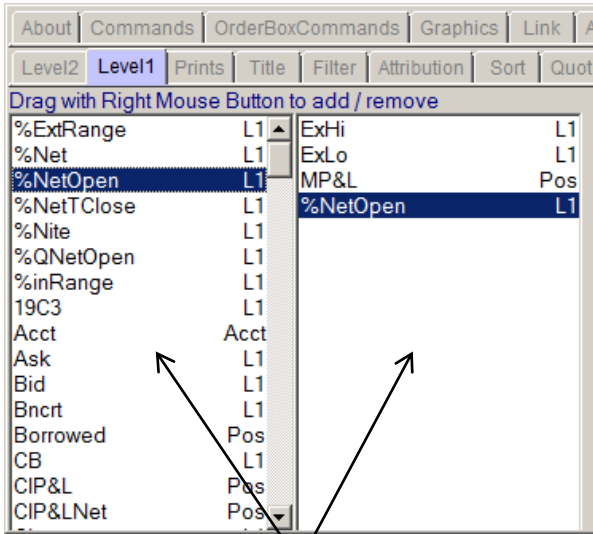 About Commands OrderBoxCommands Graphics Link
Level2 Level1 Prints Title Filter Attribution Sort Quot
Drag with Right Mouse Button to add / remove
%ExtRange L1 ExHi L1
%Net L1 ExLo L1
%NetOpen L1 MP&L Pos
%NetTClose L1 %NetOpen L1
%Nite L1
%QNetOpen L1
%inRange L1
19C3 L1
Acct Acct
Ask L1
Bid L1
Bncrt L1
Borrowed Pos
CB L1
CIP&L Pos
CIP&LNet Pos